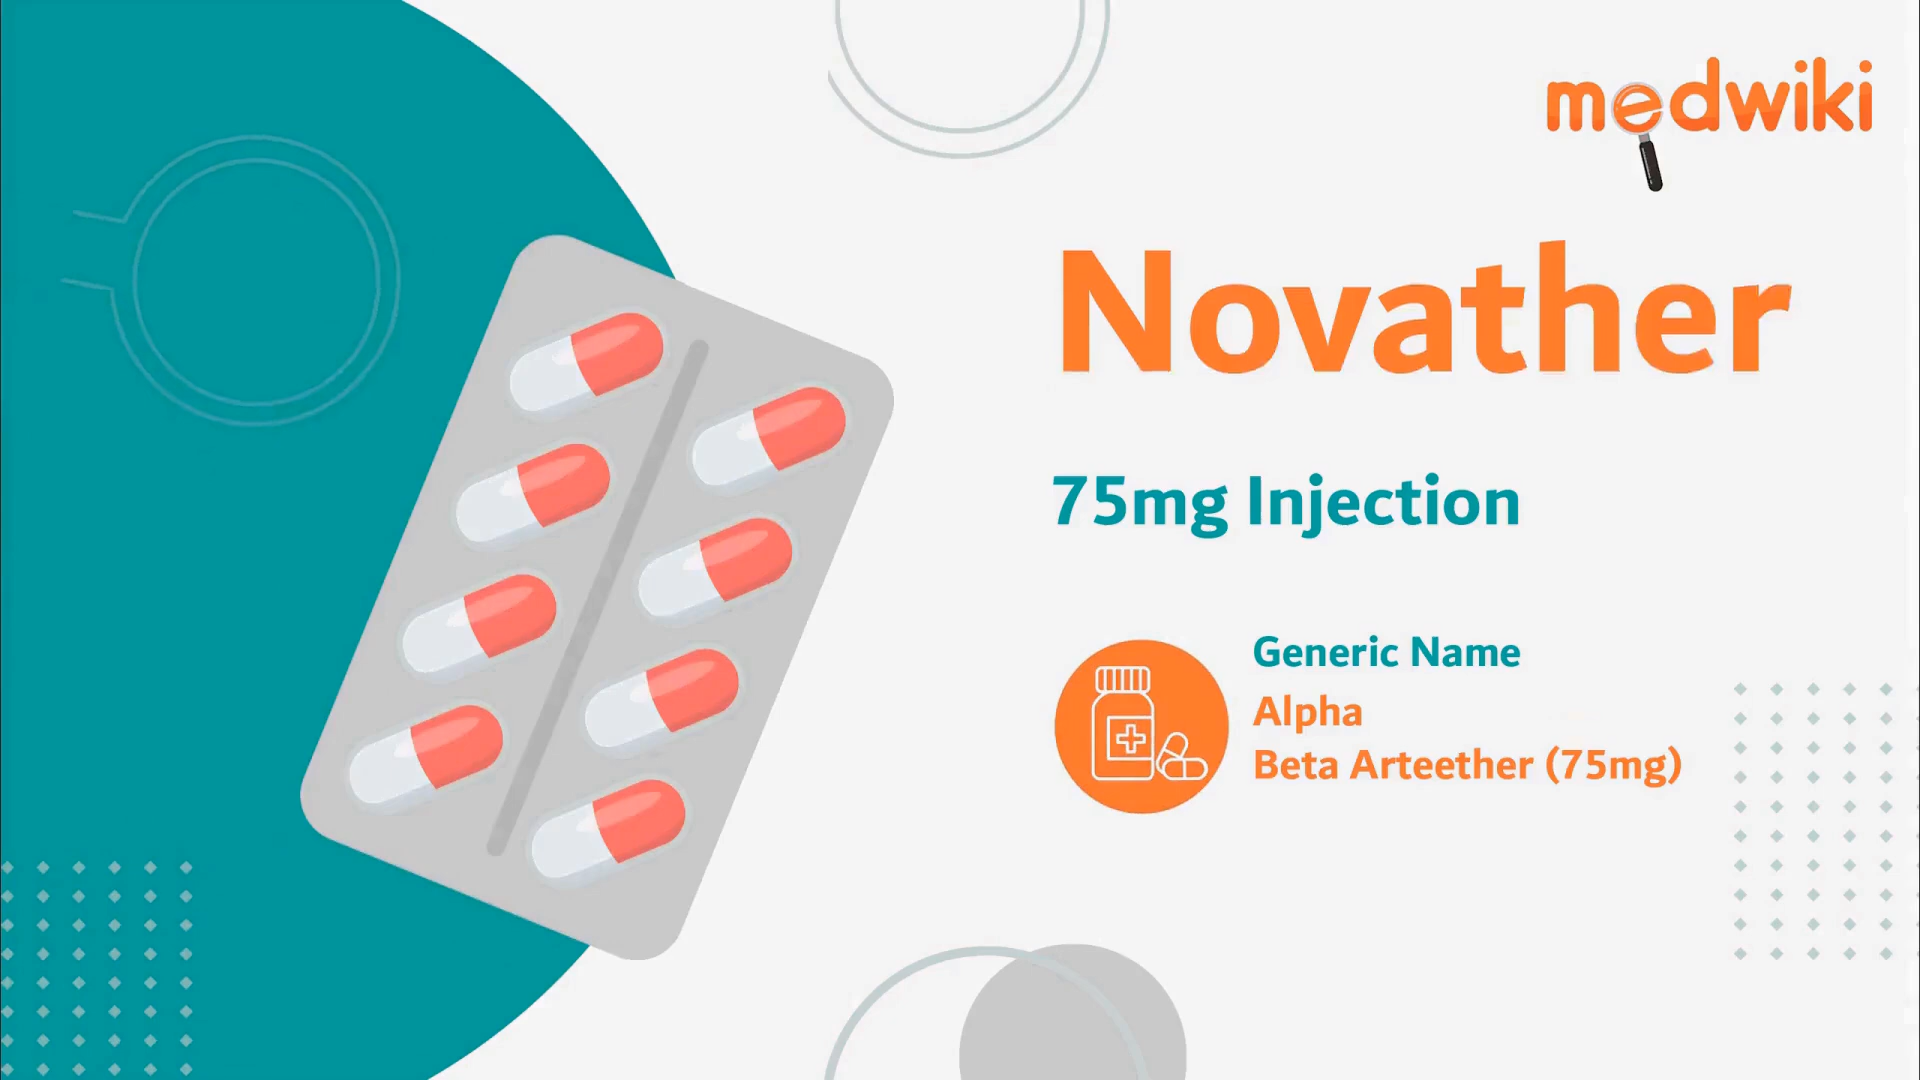 medwiki
Novather
75mg Injection
Generic Name
Alpha
Beta Arteether (75mg)